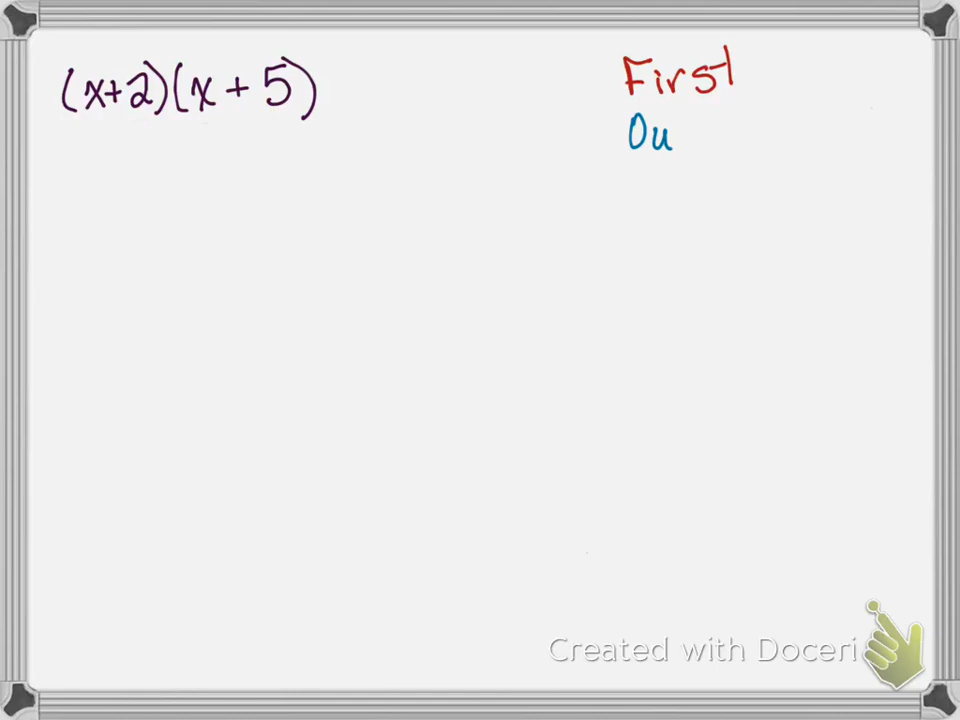 (x+2)(x + 5)
First
Ou
Created with Doceri